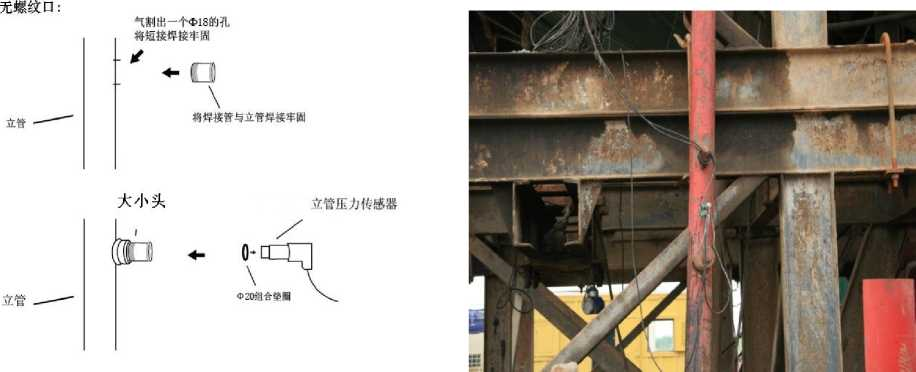 无螺纹口:
气割出一个Φ18的孔
将短接焊接牢固
立管
将焊接管与立管焊接牢固
大小头
立管压力传感器
立管
Φ20组合垫圈